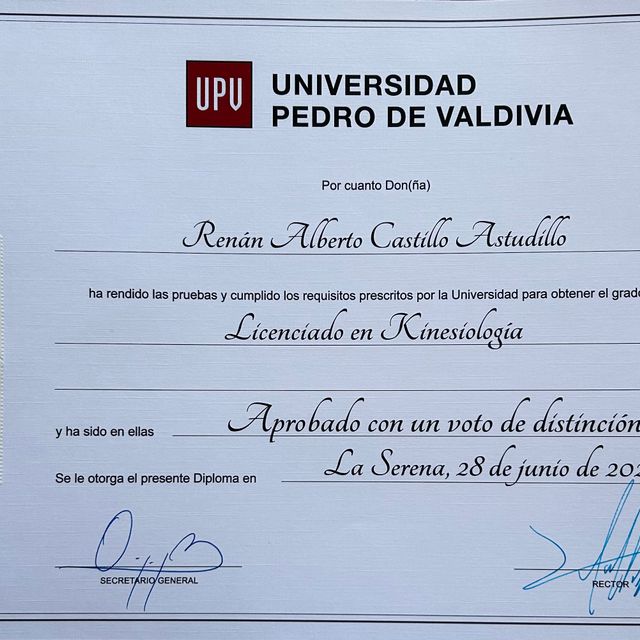 UPV
UNIVERSIDAD
PEDRO DE VALDIVIA
Por cuanto Don(ña)
Renán Alberto Castillo Astudillo
ha rendido las pruebas y cumplido los requisitos prescritos por la Universidad para obtener el grado
Licenciado en Kinesiología
y ha sido en ellas Aprobado con un voto de distinción
Se le otorga el presente Diploma en La Serena, 28 de junio de 202
SECRETARIO GENERAL
RECTOR